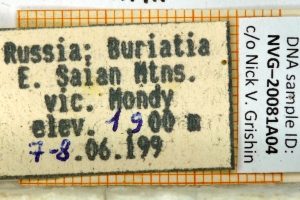 Russia; Buriatia
E. Saian Mtns.
vic. Mondy
elev. 1900 m
7-8.06.199
DNA sample ID:
NVG-20081A04
c/o Nick V. Grishin